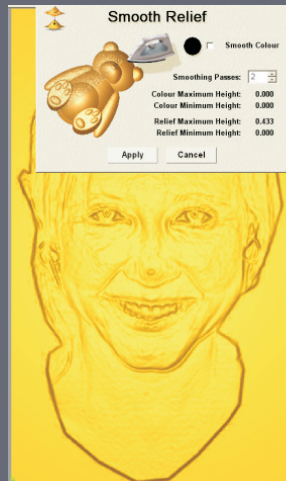 Smooth Relief
Smooth Colour
Smoothing Passes: 2
Colour Maximum Height: 0.000
Colour Minimum Height: 0.000
Relief Maximum Height: 0.433
Relief Minimum Height: 0.000
Apply Cancel